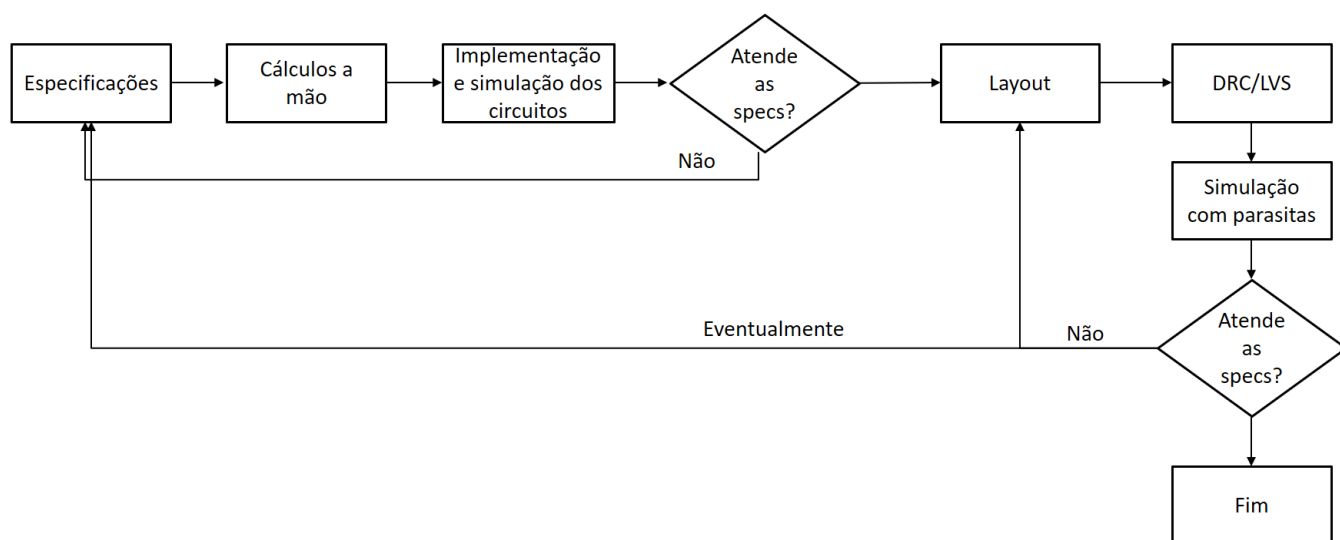 Especificações
Cálculos a
mão
Implementação
e simulação dos
circuitos
Atende
as
specs?
Layout
DRC/LVS
Não
Simulação
com parasitas
Eventualmente
Não
Atende
as
specs?
Fim